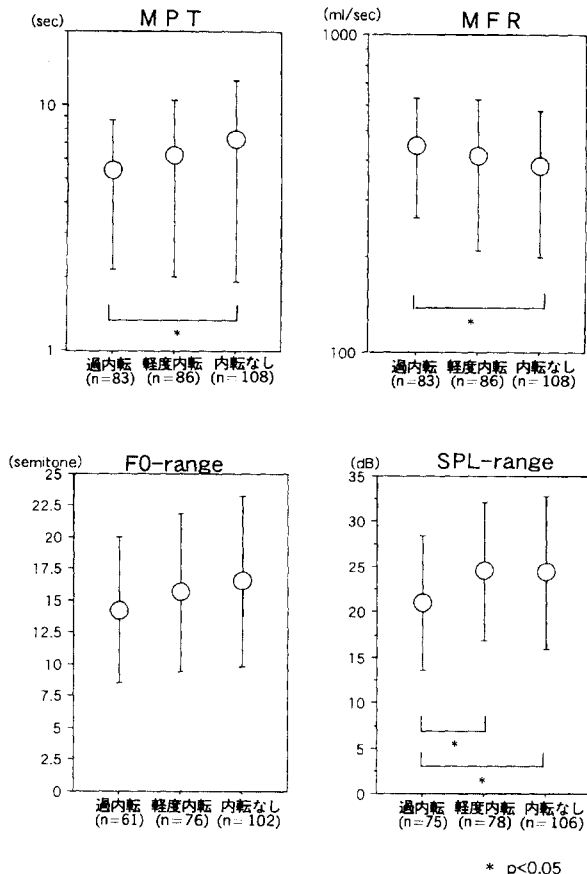 MPT
(sec)
10
1
過内転 軽度内転 内転なし
(n=83) (n=86) (n=108)
*
MFR
(ml/sec)
1000
100
過内転 軽度内転 内転なし
(n=83) (n=86) (n=108)
*
F0-range
(semitone)
25
22.5
20
17.5
15
12.5
10
7.5
5
2.5
0
過内転 軽度内転 内転なし
(n=61) (n=76) (n=102)
SPL-range
(dB)
35
30
25
20
15
10
5
0
*
*
過内転 軽度内転 内転なし
(n=75) (n=78) (n=106)
* p<0.05